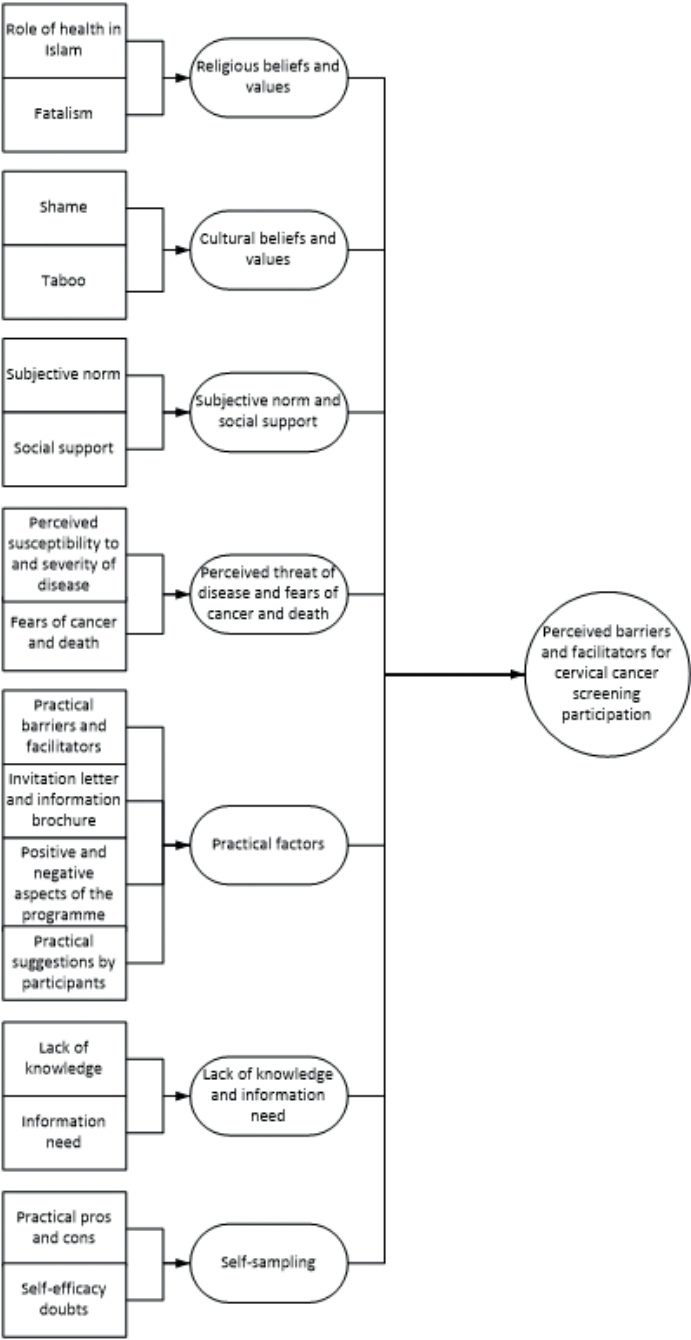 Role of health in
Islam
Fatalism
Religious beliefs and
values
Shame
Taboo
Cultural beliefs and
values
Subjective norm
Social support
Subjective norm and
social support
Perceived
susceptibility to
and severity of
disease
Fears of cancer
and death
Perceived threat of
disease and fears of
cancer and death
Practical
barriers and
facilitators
Invitation letter
and information
brochure
Positive and
negative
aspects of the
programme
Practical
suggestions by
participants
Practical factors
Lack of
knowledge
Information
need
Lack of knowledge
and information
need
Practical pros
and cons
Self-efficacy
doubts
Self-sampling
Perceived barriers
and facilitators for
cervical cancer
screening
participation